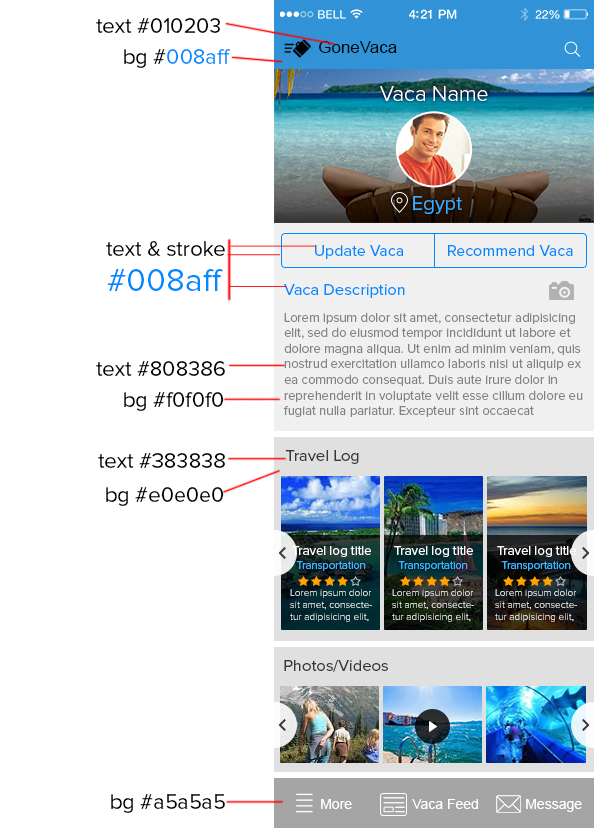 BELL 4:21 PM 22%
text #010203
GoneVaca
bg #008aff
Vaca Name
Egypt
text & stroke
#008aff
Update Vaca Recommend Vaca
Vaca Description
Lorem ipsum dolor sit amet, consectetur adipisicing
elit, sed do eiusmod tempor incididunt ut labore et
dolore magna aliqua. Ut enim ad minim veniam, quis
nostrud exercitation ullamco laboris nisi ut aliquip ex
ea commodo consequat. Duis aute irure dolor in
reprehenderit in voluptate velit esse cillum dolore eu
fugiat nulla pariatur. Excepteur sint occaecat
text #808386
bg #f0f0f0
text #383838
bg #e0e0e0
Travel Log
Travel log title
Transportation
Lorem ipsum dolor
sit amet, consecte-
tur adipisicing elit,
Travel log title
Transportation
Lorem ipsum dolor
sit amet, consecte-
tur adipisicing elit,
Travel log title
Transportation
Lorem ipsum dolor
sit amet, consecte-
tur adipisicing elit,
Photos/Videos
bg #a5a5a5
More Vaca Feed Message